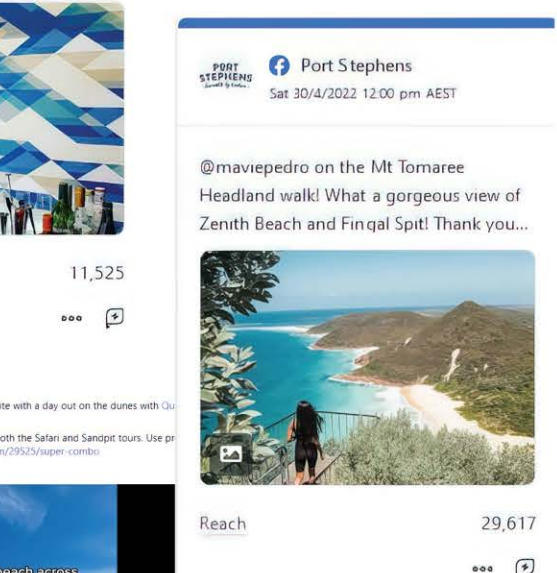 11,525
ite with a day out on the dunes with Qu
oth the Safari and Sandpit tours. Use pr
n/29525/super-combo
each across
PORT
STEPHENS
Port Stephens
Sat 30/4/2022 12:00 pm AEST
@maviepedro on the Mt Tomaree
Headland walk! What a gorgeous view of
Zenith Beach and Fingal Spit! Thank you...
Reach 29,617